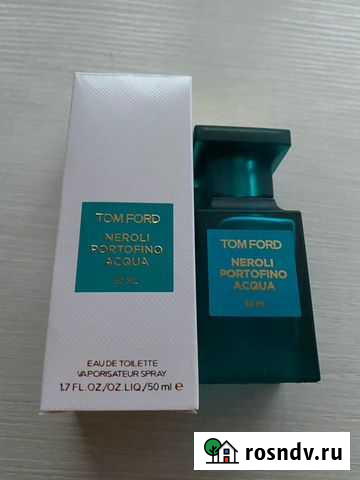 TOM FORD
NEROLI
PORTOFINO
ACQUA
50 ML
EAU DE TOILETTE
VAPORISATEUR SPRAY
1.7 FL.OZ/OZ.LIQ/50 ml e
TOM FORD
NEROLI
PORTOFINO
ACQUA
50 ML
rosndv.ru